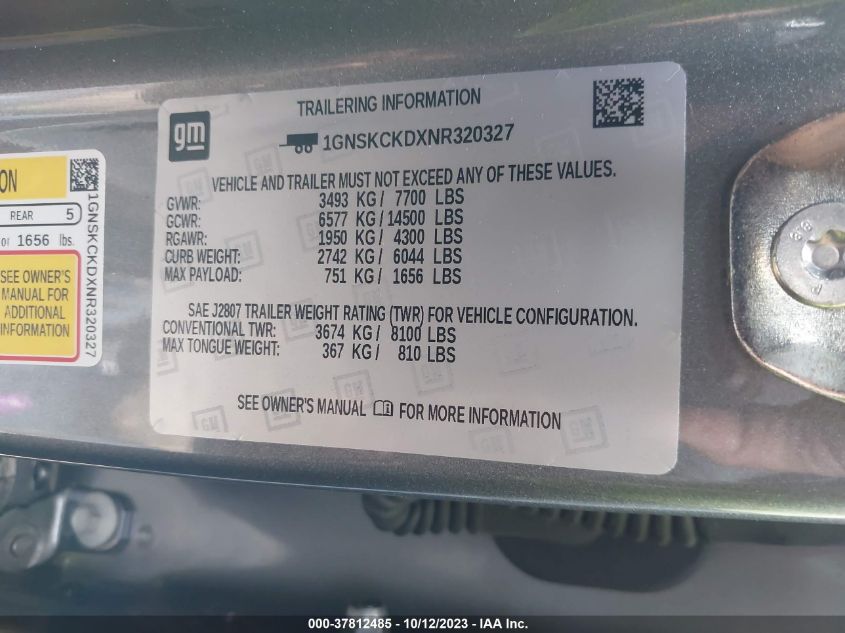 ON
REAR 5
or 1656 lbs.
SEE OWNER'S
MANUAL FOR
ADDITIONAL
INFORMATION
1GNSKCKDXNR320327
gm
TRAILERING INFORMATION
1GNSKCKDXNR320327
VEHICLE AND TRAILER MUST NOT EXCEED ANY OF THESE VALUES.
GVWR: 3493 KG / 7700 LBS
GCWR: 6577 KG / 14500 LBS
RGAWR: 1950 KG / 4300 LBS
CURB WEIGHT: 2742 KG / 6044 LBS
MAX PAYLOAD: 751 KG / 1656 LBS
SAE J2807 TRAILER WEIGHT RATING (TWR) FOR VEHICLE CONFIGURATION.
CONVENTIONAL TWR: 3674 KG / 8100 LBS
MAX TONGUE WEIGHT: 367 KG / 810 LBS
SEE OWNER'S MANUAL FOR MORE INFORMATION
000-37812485 - 10/12/2023 - IAA Inc.